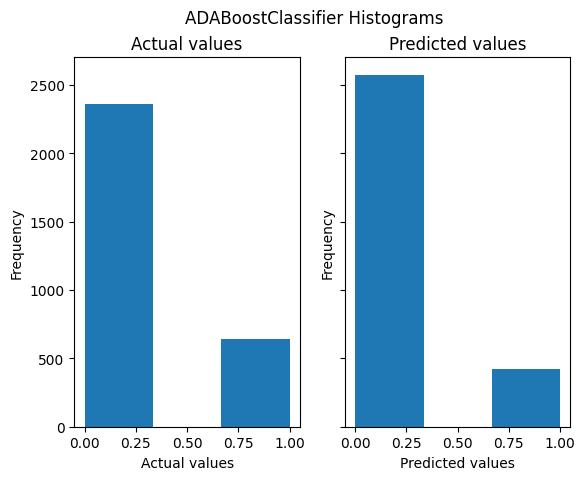 ADABoostClassifier Histograms
Actual values
Predicted values
2500
2000
1500
1000
500
0
Frequency
Frequency
0.00 0.25 0.50 0.75 1.00
0.00 0.25 0.50 0.75 1.00
Actual values
Predicted values